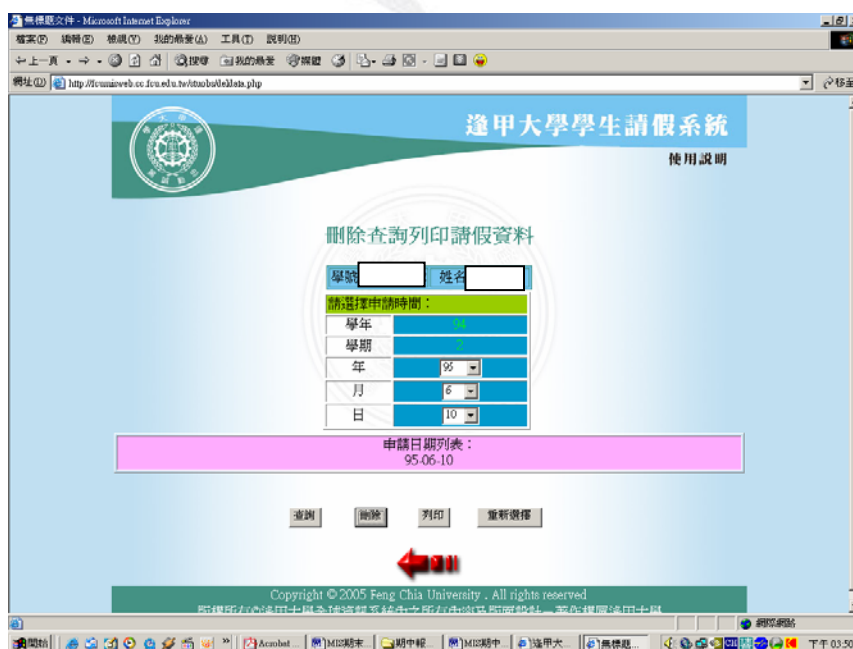 無標題文件 - Microsoft Internet Explorer
檔案(F) 編輯(E) 檢視(V) 我的最愛(A) 工具(T) 說明(H)
上一頁 搜尋 我的最愛 媒體
網址(D) http://fcumisweb.cc.fcu.edu.tw/stuobs/deldata.php 移至
逢甲大學學生請假系統
使用說明
刪除查詢列印請假資料
學號 姓名
請選擇申請時間：
學年 94
學期 2
年 95
月 6
日 10
申請日期列表：
95-06-10
查詢 刪除 列印 重新選擇
Copyright © 2005 Feng Chia University . All rights reserved
開始 Acrobat ... MIS期末 ... 期中報... MIS期中 ... 逢甲大... 無標題... CH 下午 03:50